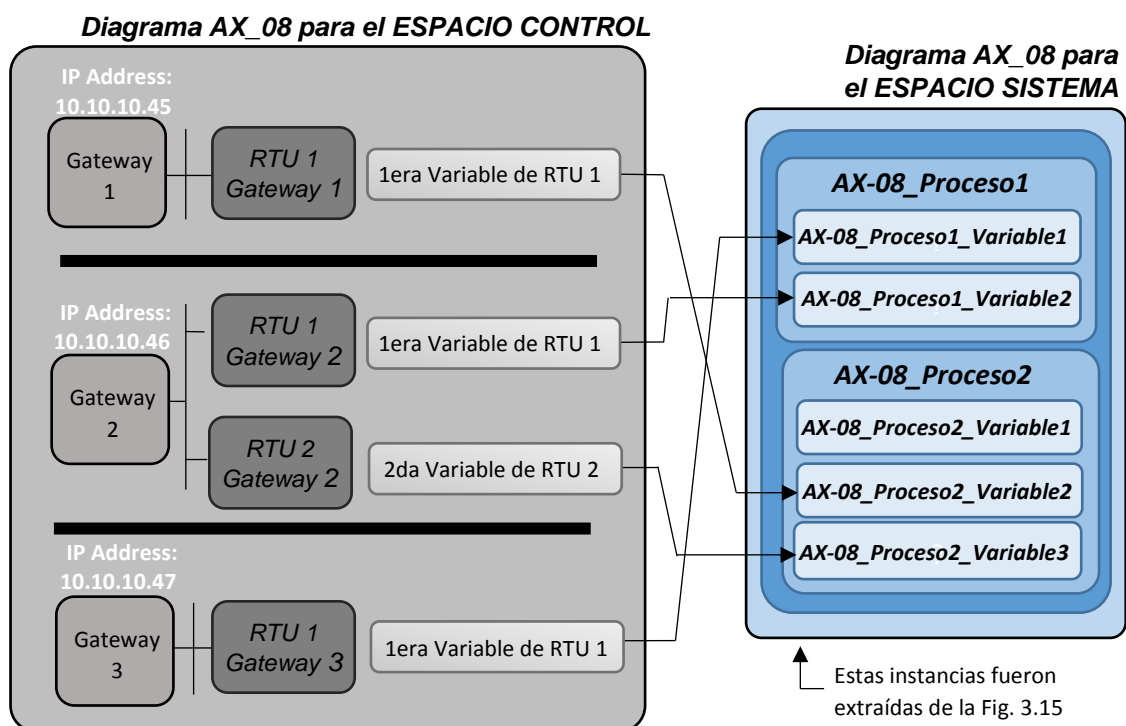 Diagrama AX_08 para el ESPACIO CONTROL
IP Address:
10.10.10.45
Gateway
1
RTU 1
Gateway 1
1era Variable de RTU 1
IP Address:
10.10.10.46
Gateway
2
RTU 1
Gateway 2
1era Variable de RTU 1
RTU 2
Gateway 2
2da Variable de RTU 2
IP Address:
10.10.10.47
Gateway
3
RTU 1
Gateway 3
1era Variable de RTU 1
Diagrama AX_08 para
el ESPACIO SISTEMA
AX-08_Proceso1
AX-08_Proceso1_Variable1
AX-08_Proceso1_Variable2
AX-08_Proceso2
AX-08_Proceso2_Variable1
AX-08_Proceso2_Variable2
AX-08_Proceso2_Variable3
Estas instancias fueron
extraídas de la Fig. 3.15